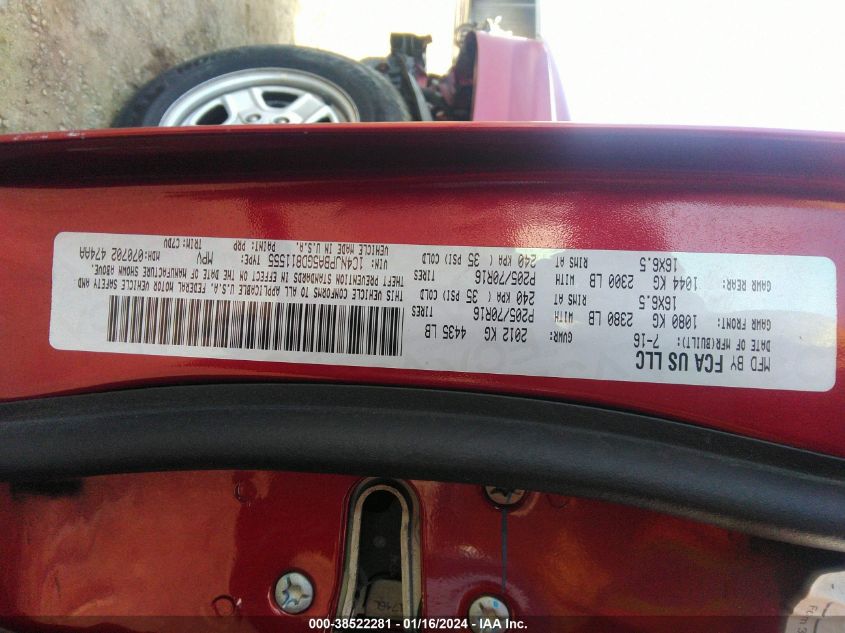 MFD BY FCA US LLC
DATE OF MFR(BUILT): 7-16 GVWR: 2012 KG 4435 LB
GAWR FRONT: 1080 KG 2380 LB WITH P205/70R16 TIRES
16X6.5 RIMS AT 240 KPA ( 35 PSI) COLD
GAWR REAR: 1044 KG 2300 LB WITH P205/70R16 TIRES
16X6.5 RIMS AT 240 KPA ( 35 PSI) COLD
THIS VEHICLE CONFORMS TO ALL APPLICABLE U.S.A. FEDERAL MOTOR VEHICLE SAFETY AND
THEFT PREVENTION STANDARDS IN EFFECT ON THE DATE OF MANUFACTURE SHOWN ABOVE.
VIN: 1C4NJPBA5GD811555 TYPE: MPV MDH:070702 474AA
VEHICLE MADE IN U.S.A. PAINT: PRP TRIM: C7DV
000-38522281 - 01/16/2024 - IAA Inc.